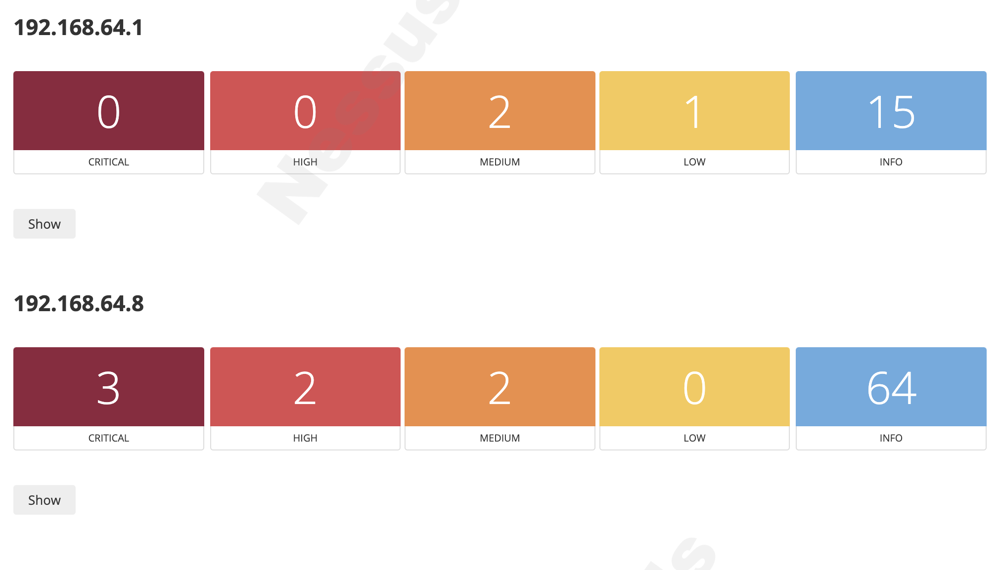 192.168.64.1
0 0 2 1 15
CRITICAL HIGH MEDIUM LOW INFO
Nessus
Show
192.168.64.8
3 2 2 0 64
CRITICAL HIGH MEDIUM LOW INFO
Show